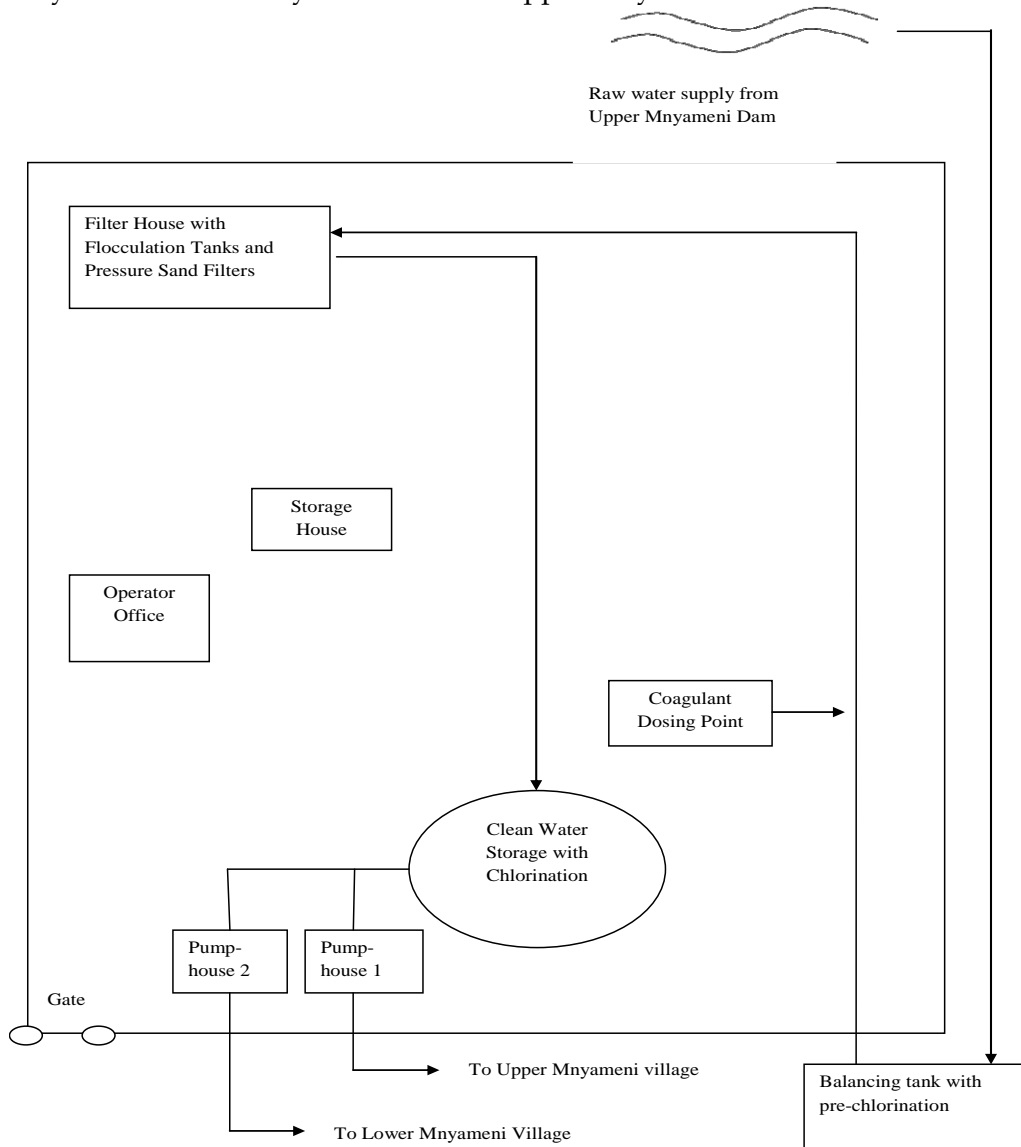 Raw water supply from
Upper Mnyameni Dam
Filter House with
Flocculation Tanks and
Pressure Sand Filters
Storage
House
Operator
Office
Coagulant
Dosing Point
Clean Water
Storage with
Chlorination
Pump-
house 2
Pump-
house 1
Gate
To Upper Mnyameni village
Balancing tank with
pre-chlorination
To Lower Mnyameni Village